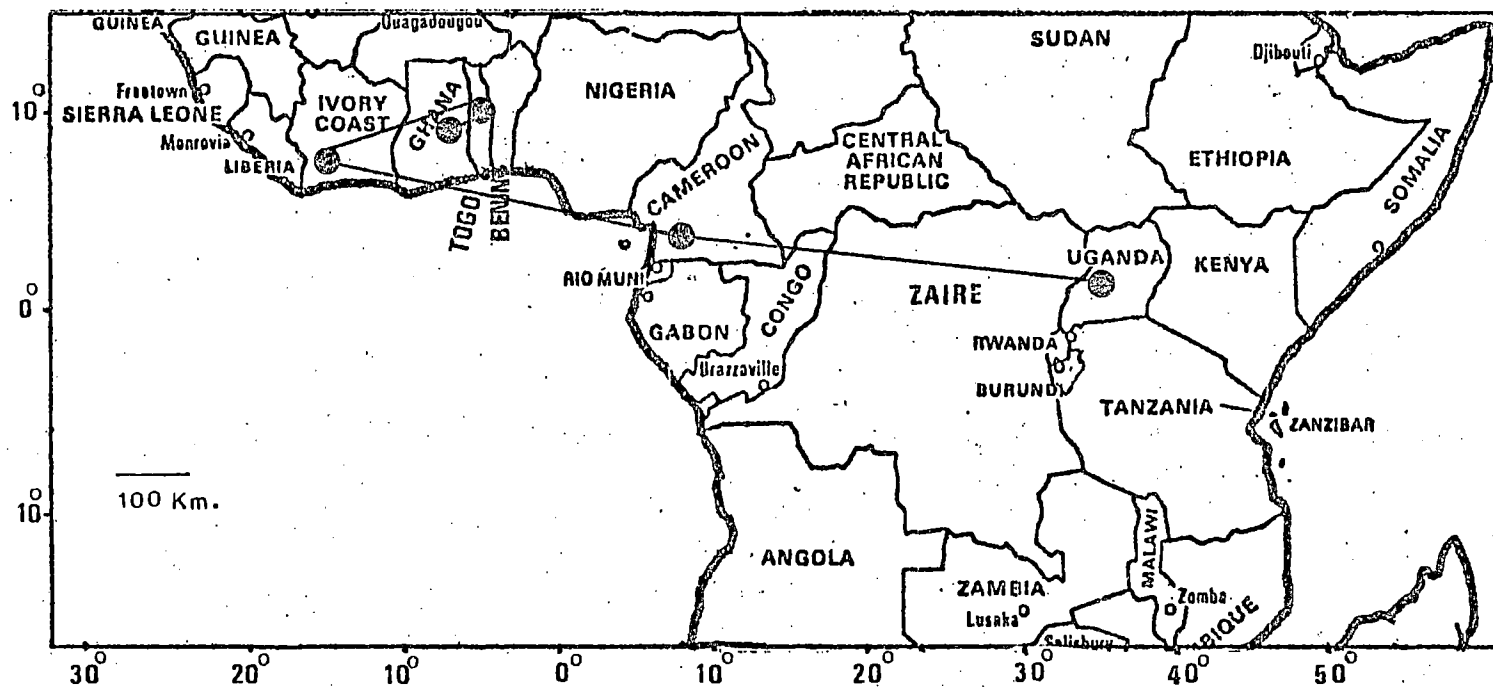 GUINEA
GUINEA
Ouagadougou
SUDAN
Djibouti
Freetown
SIERRA LEONE
IVORY
COAST
GHANA
NIGERIA
Monrovia
LIBERIA
TOGO
BENIN
CAMEROON
CENTRAL
AFRICAN
REPUBLIC
ETHIOPIA
SOMALIA
RIO MUNI
GABON
CONGO
ZAIRE
UGANDA
KENYA
Brazzaville
RWANDA
BURUNDI
TANZANIA
ZANZIBAR
100 Km.
ANGOLA
ZAMBIA
Lusaka
MALAWI
Zomba
Salisbury
BIQUE
10°
0°
10°
30° 20° 10° 0° 10° 20° 30° 40° 50°